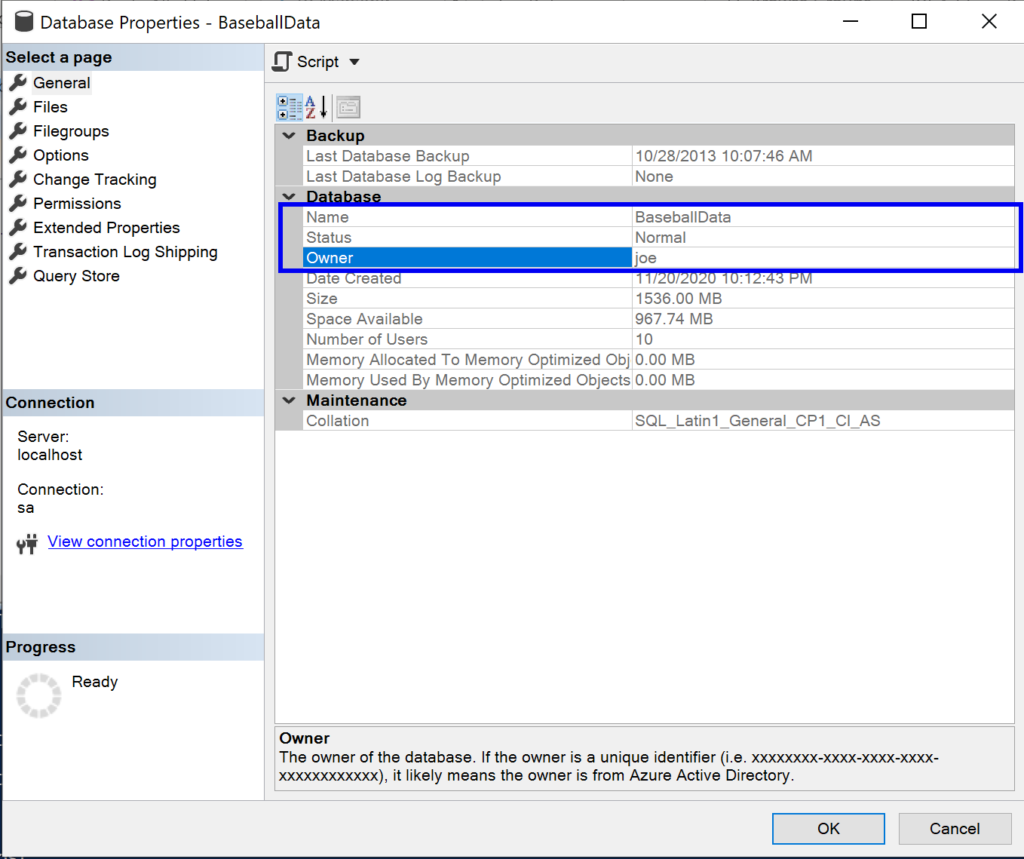 Database Properties - BaseballData
Select a page
General
Files
Filegroups
Options
Change Tracking
Permissions
Extended Properties
Transaction Log Shipping
Query Store
Connection
Server:
localhost
Connection:
sa
View connection properties
Progress
Ready
Script
A
Z
Backup
Last Database Backup 10/28/2013 10:07:46 AM
Last Database Log Backup None
Database
Name BaseballData
Status Normal
Owner joe
Date Created 11/20/2020 10:12:43 PM
Size 1536.00 MB
Space Available 967.74 MB
Number of Users 10
Memory Allocated To Memory Optimized Obj 0.00 MB
Memory Used By Memory Optimized Objects 0.00 MB
Maintenance
Collation SQL_Latin1_General_CP1_CI_AS
Owner
The owner of the database. If the owner is a unique identifier (i.e. xxxxxxxx-xxxx-xxxx-xxxx-
xxxxxxxxxxxx), it likely means the owner is from Azure Active Directory.
OK Cancel